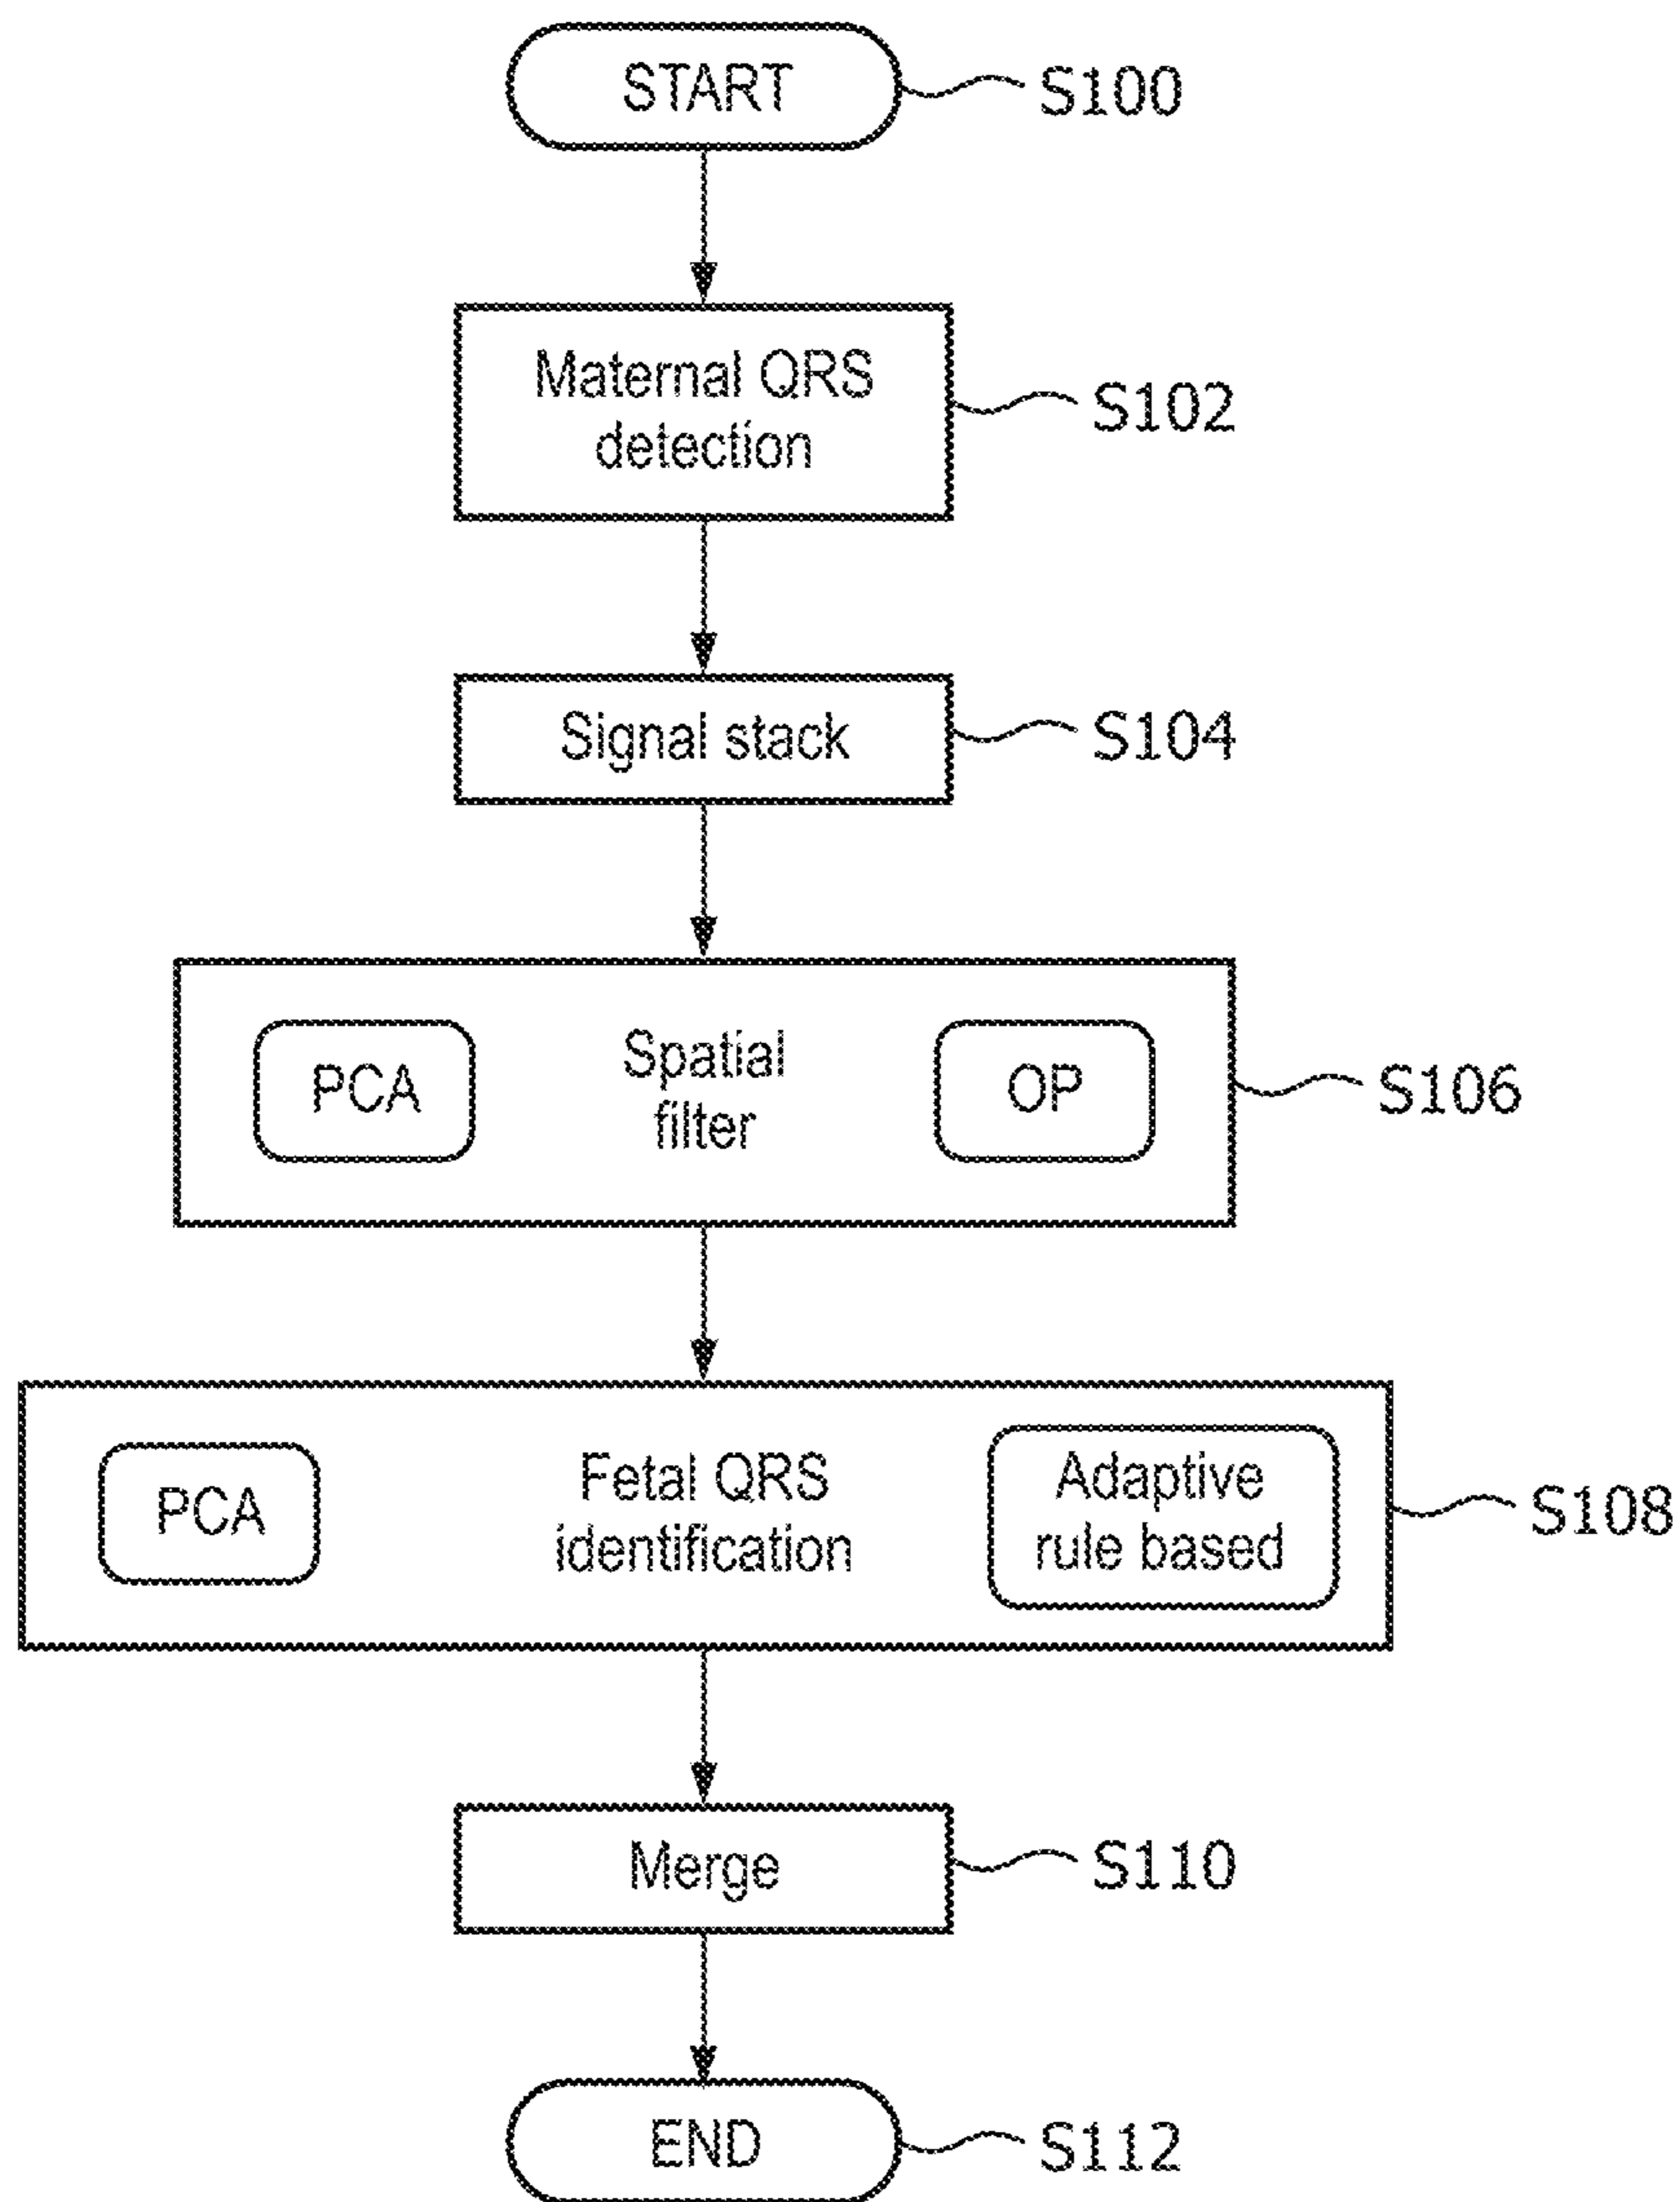 START
S100
Maternal QRS
detection
S102
Signal stack
S104
PCA
Spatial
filter
OP
S106
PCA
Fetal QRS
identification
Adaptive
rule based
S108
Merge
S110
END
S112